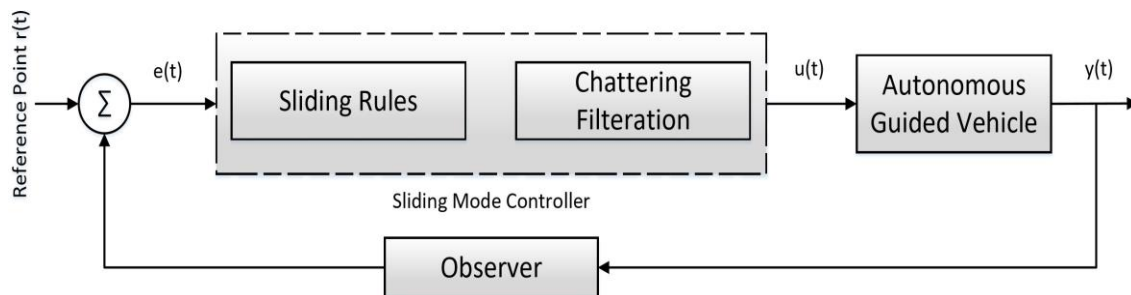 Reference Point r(t)
Σ
e(t)
Sliding Rules
Chattering
Filteration
u(t)
Autonomous
Guided Vehicle
y(t)
Sliding Mode Controller
Observer